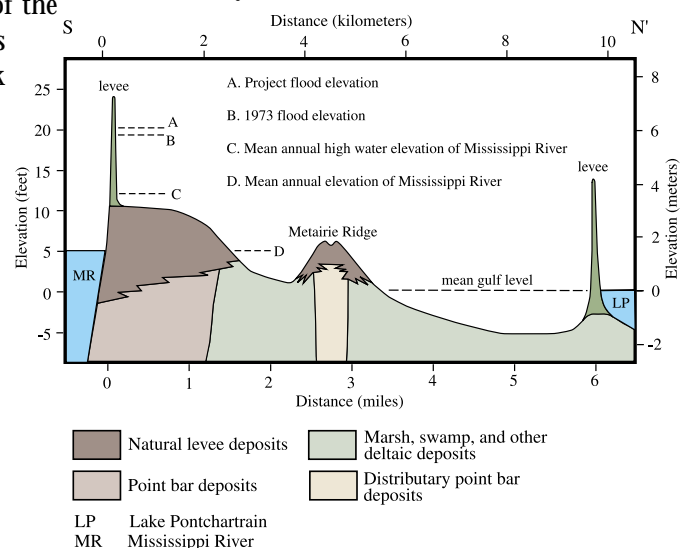 of the
s
k
Distance (kilometers)
S
N'
0 2 4 6 8 10
levee
A. Project flood elevation
B. 1973 flood elevation
C. Mean annual high water elevation of Mississippi River
D. Mean annual elevation of Mississippi River
A
B
C
D
levee
Metairie Ridge
mean gulf level
MR
LP
Elevation (feet)
25
20
15
10
5
0
-5
Elevation (meters)
8
6
4
2
0
-2
0 1 2 3 4 5 6
Distance (miles)
Natural levee deposits
Marsh, swamp, and other
deltaic deposits
Point bar deposits
Distributary point bar
deposits
LP Lake Pontchartrain
MR Mississippi River